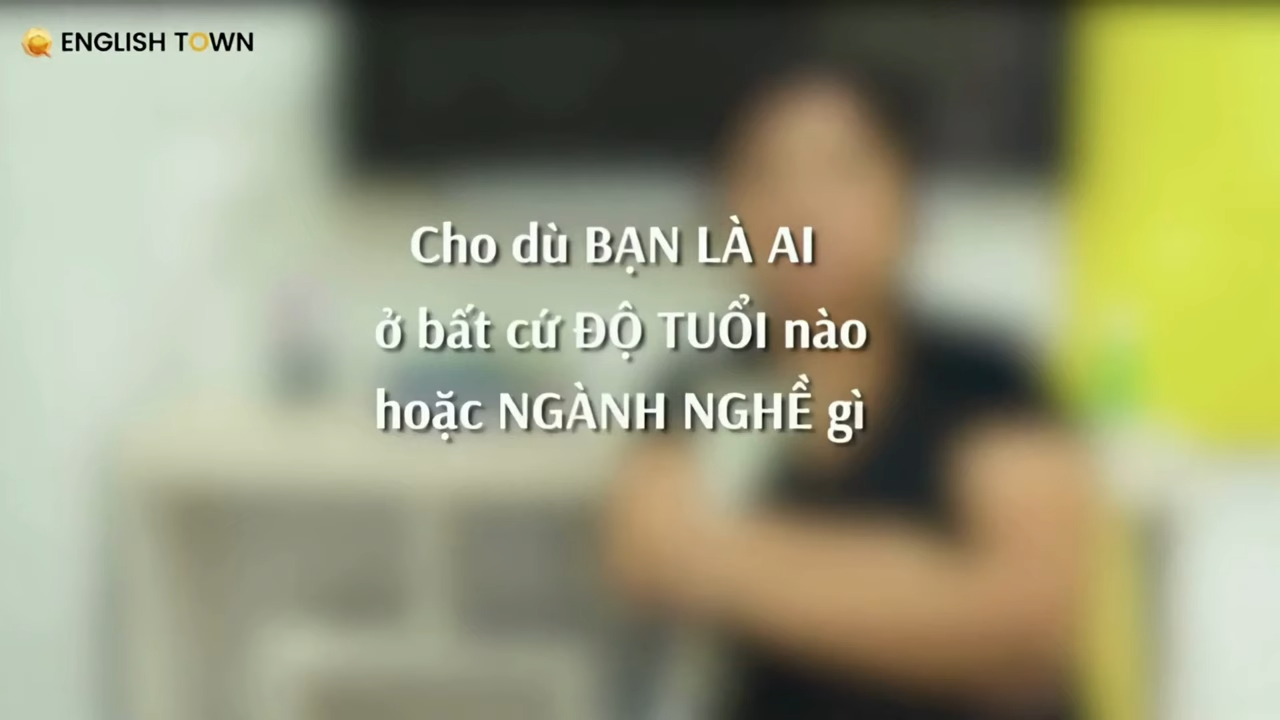 ENGLISH TOWN
Cho dù BẠN LÀ AI
ở bất cứ ĐỘ TUỔI nào
hoặc NGÀNH NGHỀ gì